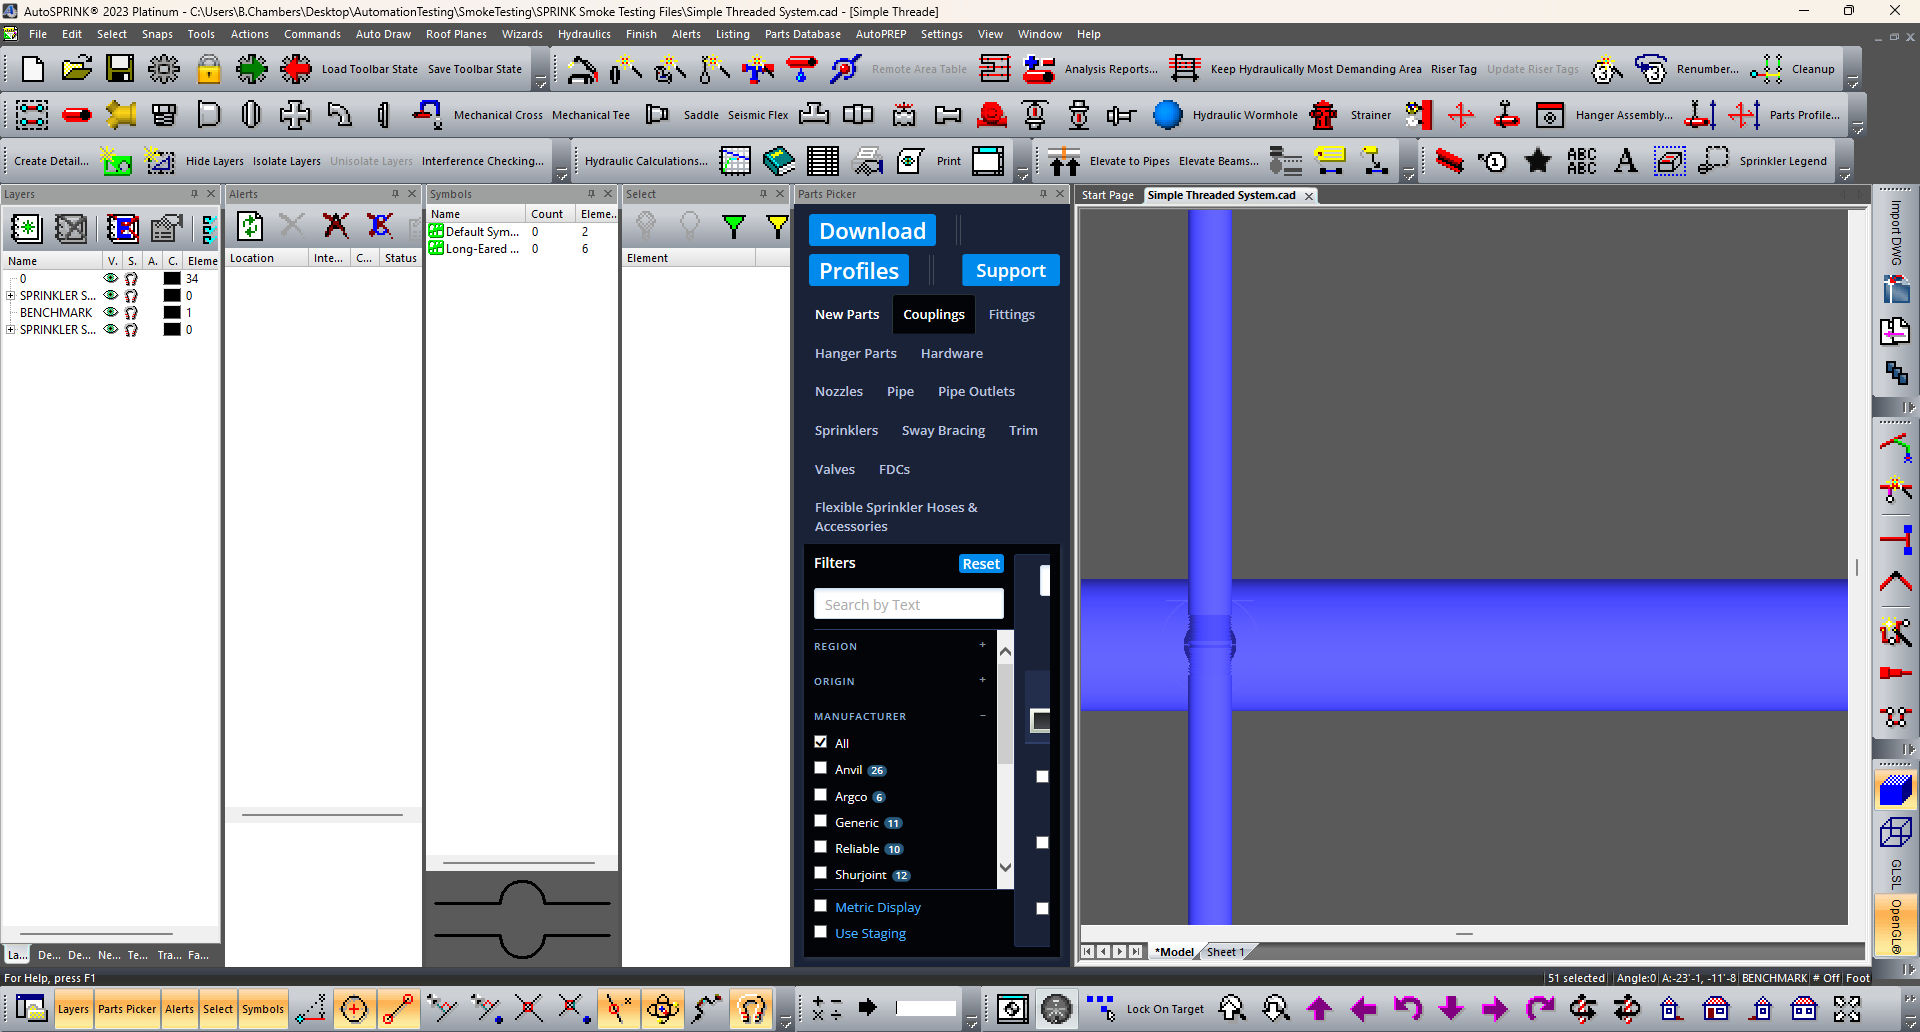 AutoSPRINK® 2023 Platinum - C:\Users\B.Chambers\Desktop\AutomationTesting\SmokeTesting\SPRINK Smoke Testing Files\Simple Threaded System.cad - [Simple Threade]
File Edit Select Snaps Tools Actions Commands Auto Draw Roof Planes Wizards Hydraulics Finish Alerts Listing Parts Database AutoPREP Settings View Window Help
Load Toolbar State Save Toolbar State Remote Area Table Analysis Reports... Keep Hydraulically Most Demanding Area Riser Tag Update Riser Tags Renumber... Cleanup
Mechanical Cross Mechanical Tee Saddle Seismic Flex Hydraulic Wormhole Strainer Hanger Assembly... Parts Profile...
Create Detail... Hide Layers Isolate Layers Unisolate Layers Interference Checking... Hydraulic Calculations... Print Elevate to Pipes Elevate Beams... ABC ABC A Sprinkler Legend
Layers Alerts Symbols Select Parts Picker
Start Page Simple Threaded System.cad
Name V. S. A. C. Eleme
0 34
SPRINKLER S... 0
BENCHMARK 1
SPRINKLER S... 0
Location Inte... C... Status
Name Count Eleme...
Default Sym... 0 2
Long-Eared ... 0 6
Element
Download
Profiles Support
New Parts Couplings Fittings
Hanger Parts Hardware
Nozzles Pipe Pipe Outlets
Sprinklers Sway Bracing Trim
Valves FDCs
Flexible Sprinkler Hoses &
Accessories
Filters Reset
Search by Text
REGION +
ORIGIN +
MANUFACTURER −
All
Anvil 26
Argco 6
Generic 11
Reliable 10
Shurjoint 12
Metric Display
Use Staging
Import DWG
GLSL
OpenGL®
La... De... De... Ne... Te... Tra... Fa...
*Model Sheet 1
For Help, press F1
51 selected Angle:0 A:-23'-1, -11'-8 BENCHMARK # Off Foot
Layers Parts Picker Alerts Select Symbols Lock On Target